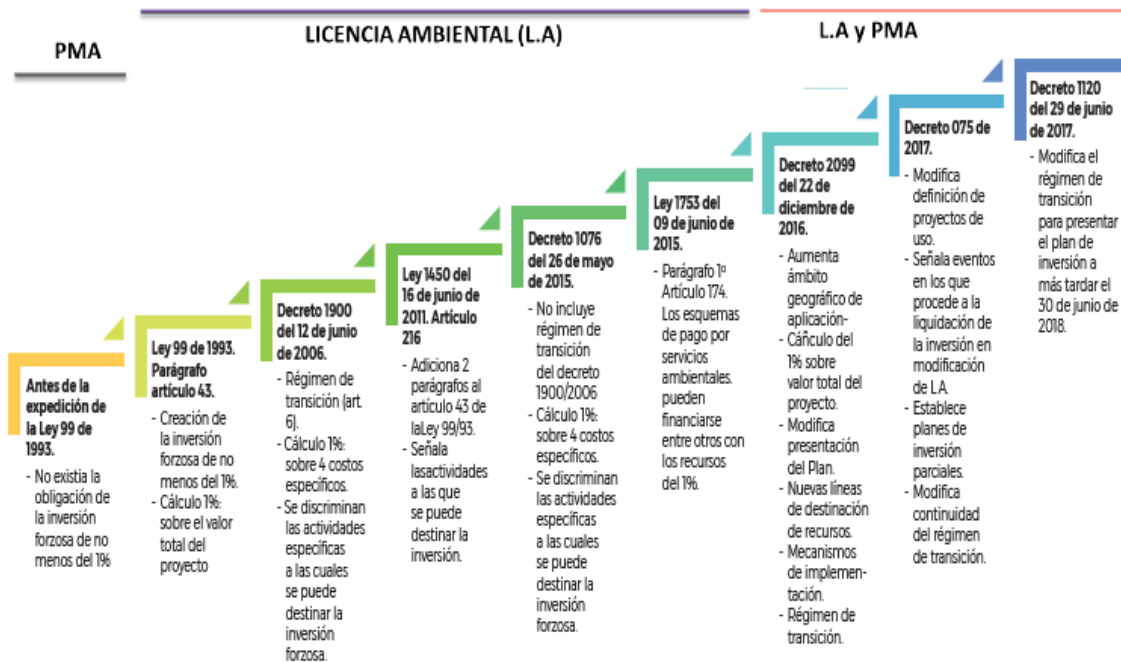 PMA
LICENCIA AMBIENTAL (L.A)
L.A y PMA
Antes de la
expedición de
la Ley 99 de
1993.
- No existia la
obligación de
la inversión
forzosa de no
menos del 1%
Ley 99 de 1993.
Parágrafo
artículo 43.
- Creación de
la inversión
forzosa de no
menos del 1%.
- Cálculo 1%:
sobre el valor
total del
proyecto
Decreto 1900
del 12 de junio
de 2006.
- Régimen de
transición (art.
6).
- Cálculo 1%:
sobre 4 costos
específicos.
- Se discriminan
las actividades
específicas
a las cuales
se puede
destinar la
inversión
forzosa.
Ley 1450 del
16 de junio de
2011. Artículo
216
- Adiciona 2
parágrafos al
artículo 43 de
laLey 99/93.
- Señala
lasactividades
a las que
se puede
destinar la
inversión.
Decreto 1076
del 26 de mayo
de 2015.
- No incluye
régimen de
transición
del decreto
1900/2006
- Cálculo 1%:
sobre 4 costos
específicos.
- Se discriminan
las actividades
específicas
a las cuales
se puede
destinar la
inversión
forzosa.
Ley 1753 del
09 de junio de
2015.
- Parágrafo 1º
Artículo 174.
Los esquemas
de pago por
servicios
ambientales.
pueden
financiarse
entre otros con
los recursos
del 1%.
Decreto 2099
del 22 de
diciembre de
2016.
- Aumenta
ámbito
geográfico de
aplicación-
- Cáñculo del
1% sobre
valor total del
proyecto.
- Modifica
presentación
del Plan.
- Nuevas líneas
de destinación
de recursos.
- Mecanismos
de implemen-
tación.
- Régimen de
transición.
Decreto 075 de
2017.
- Modifica
definición de
proyectos de
uso.
- Señala eventos
en los que
procede a la
liquidación de
la inversión en
modificación
de L.A.
- Establece
planes de
inversión
parciales.
- Modifica
continuidad
del régimen
de transición.
Decreto 1120
del 29 de junio
de 2017.
- Modifica el
régimen de
transición
para presentar
el plan de
inversión a
más tardar el
30 de junio de
2018.